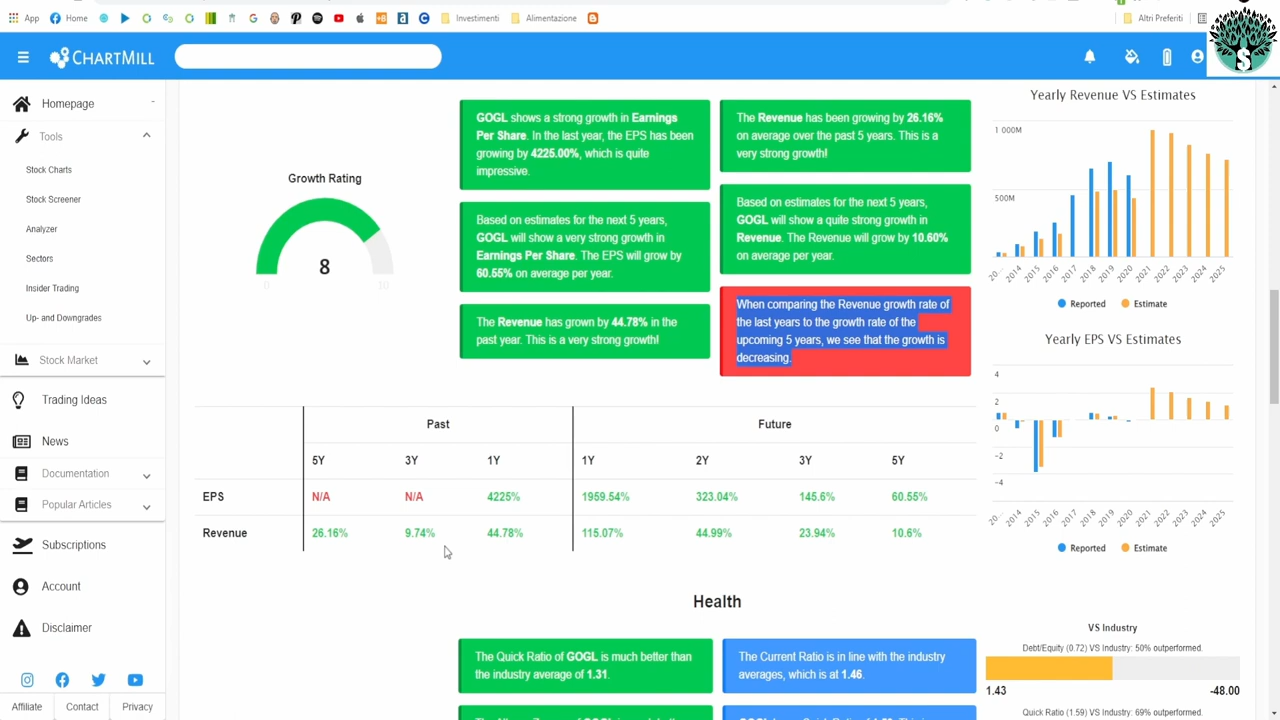 App
Home
Investimenti
Alimentazione
Altri Preferiti
CHARTMILL
S
Homepage
Tools
Stock Charts
Stock Screener
Analyzer
Sectors
Insider Trading
Up- and Downgrades
Stock Market
Trading Ideas
News
Documentation
Popular Articles
Subscriptions
Account
Disclaimer
Affiliate
Contact
Privacy
Growth Rating
8
0
10
GOGL shows a strong growth in Earnings
Per Share. In the last year, the EPS has been
growing by 4225.00%, which is quite
impressive.
Based on estimates for the next 5 years,
GOGL will show a very strong growth in
Earnings Per Share. The EPS will grow by
60.55% on average per year.
The Revenue has grown by 44.78% in the
past year. This is a very strong growth!
The Revenue has been growing by 26.16%
on average over the past 5 years. This is a
very strong growth!
Based on estimates for the next 5 years,
GOGL will show a quite strong growth in
Revenue. The Revenue will grow by 10.60%
on average per year.
When comparing the Revenue growth rate of
the last years to the growth rate of the
upcoming 5 years, we see that the growth is
decreasing.
Past
Future
5Y 3Y 1Y 1Y 2Y 3Y 5Y
EPS N/A N/A 4225% 1959.54% 323.04% 145.6% 60.55%
Revenue 26.16% 9.74% 44.78% 115.07% 44.99% 23.94% 10.6%
Health
The Quick Ratio of GOGL is much better than
the industry average of 1.31.
The Current Ratio is in line with the industry
averages, which is at 1.46.
Yearly Revenue VS Estimates
1 000M
500M
20... 2014 2015 2016 2017 2018 2019 2020 2021 2022 2023 2024 2025
Reported Estimate
Yearly EPS VS Estimates
4
2
0
−2
−4
20... 2014 2015 2016 2017 2018 2019 2020 2021 2022 2023 2024 2025
Reported Estimate
VS Industry
Debt/Equity (0.72) VS Industry: 50% outperformed.
1.43 -48.00
Quick Ratio (1.59) VS Industry: 69% outperformed.